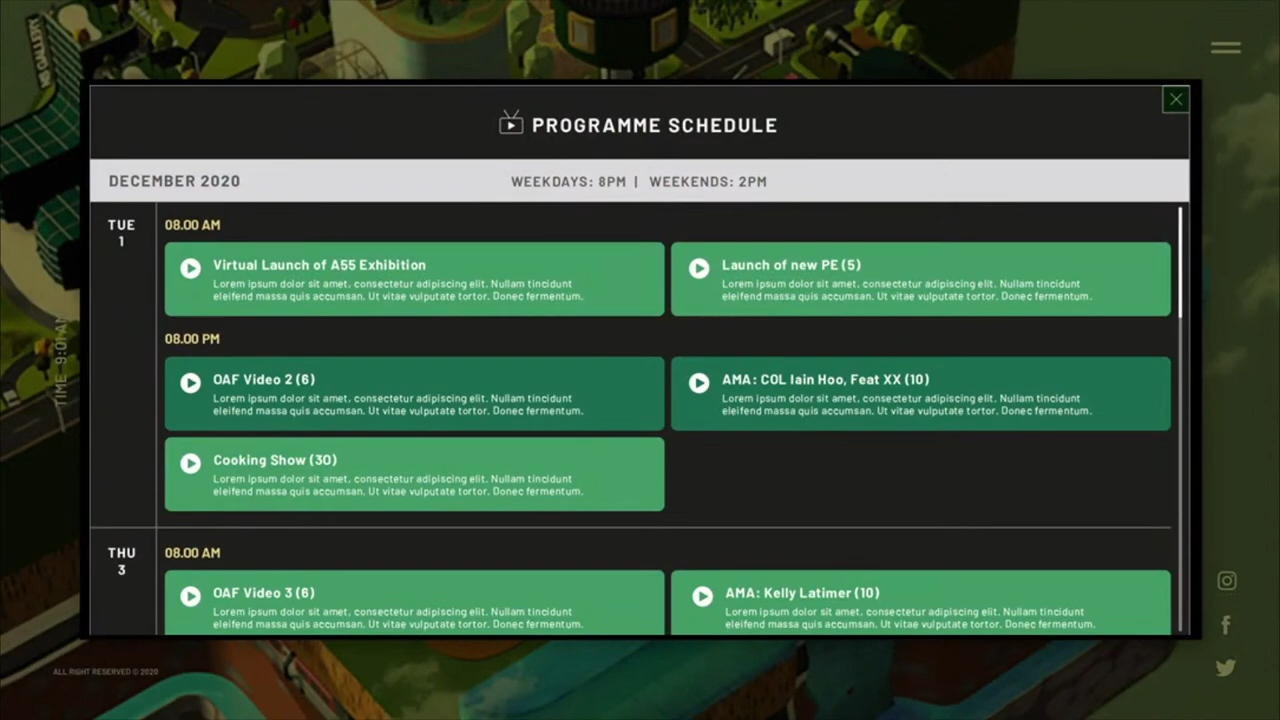 NS GALLERY
PROGRAMME SCHEDULE
DECEMBER 2020
WEEKDAYS: 8PM | WEEKENDS: 2PM
TUE
1
08.00 AM
Virtual Launch of A55 Exhibition
Lorem ipsum dolor sit amet, consectetur adipiscing elit. Nullam tincidunt
eleifend massa quis accumsan. Ut vitae vulputate tortor. Donec fermentum.
Launch of new PE (5)
Lorem ipsum dolor sit amet, consectetur adipiscing elit. Nullam tincidunt
eleifend massa quis accumsan. Ut vitae vulputate tortor. Donec fermentum.
08.00 PM
OAF Video 2 (6)
Lorem ipsum dolor sit amet, consectetur adipiscing elit. Nullam tincidunt
eleifend massa quis accumsan. Ut vitae vulputate tortor. Donec fermentum.
AMA: COL Iain Hoo, Feat XX (10)
Lorem ipsum dolor sit amet, consectetur adipiscing elit. Nullam tincidunt
eleifend massa quis accumsan. Ut vitae vulputate tortor. Donec fermentum.
Cooking Show (30)
Lorem ipsum dolor sit amet, consectetur adipiscing elit. Nullam tincidunt
eleifend massa quis accumsan. Ut vitae vulputate tortor. Donec fermentum.
THU
3
08.00 AM
OAF Video 3 (6)
Lorem ipsum dolor sit amet, consectetur adipiscing elit. Nullam tincidunt
eleifend massa quis accumsan. Ut vitae vulputate tortor. Donec fermentum.
AMA: Kelly Latimer (10)
Lorem ipsum dolor sit amet, consectetur adipiscing elit. Nullam tincidunt
eleifend massa quis accumsan. Ut vitae vulputate tortor. Donec fermentum.
TIME
ALL RIGHT RESERVED © 2020